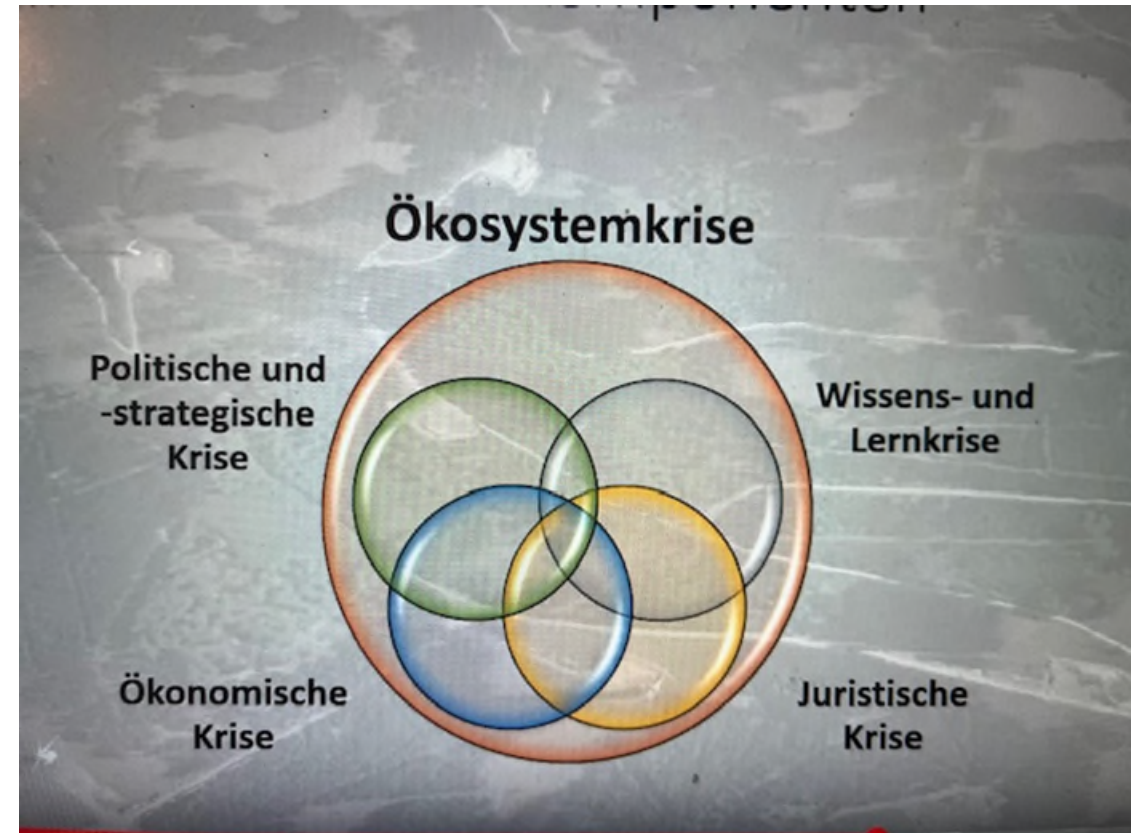 Ökosystemkrise
Politische und
-strategische
Krise
Wissens- und
Lernkrise
Ökonomische
Krise
Juristische
Krise